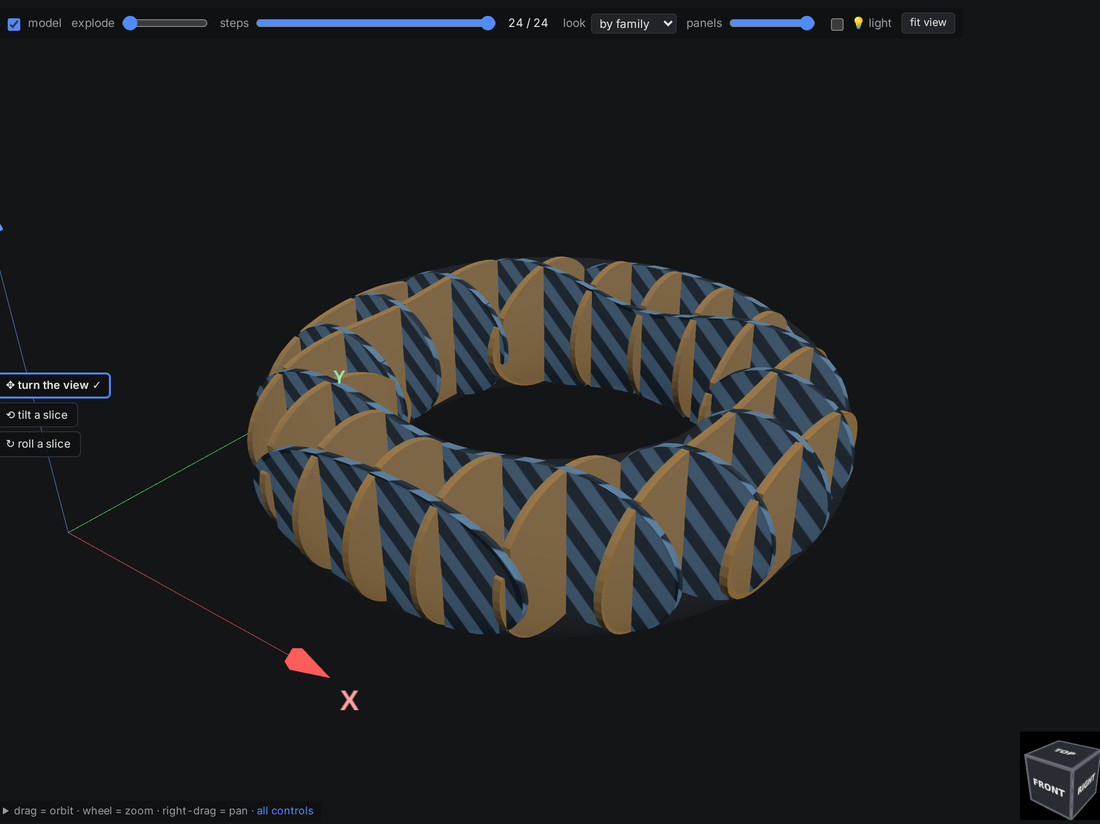 model explode steps 24 / 24 look by family panels 💡 light fit view
Y
✥ turn the view ✓
⟲ tilt a slice
↻ roll a slice
X
TOP
FRONT RIGHT
▶ drag = orbit · wheel = zoom · right-drag = pan · all controls